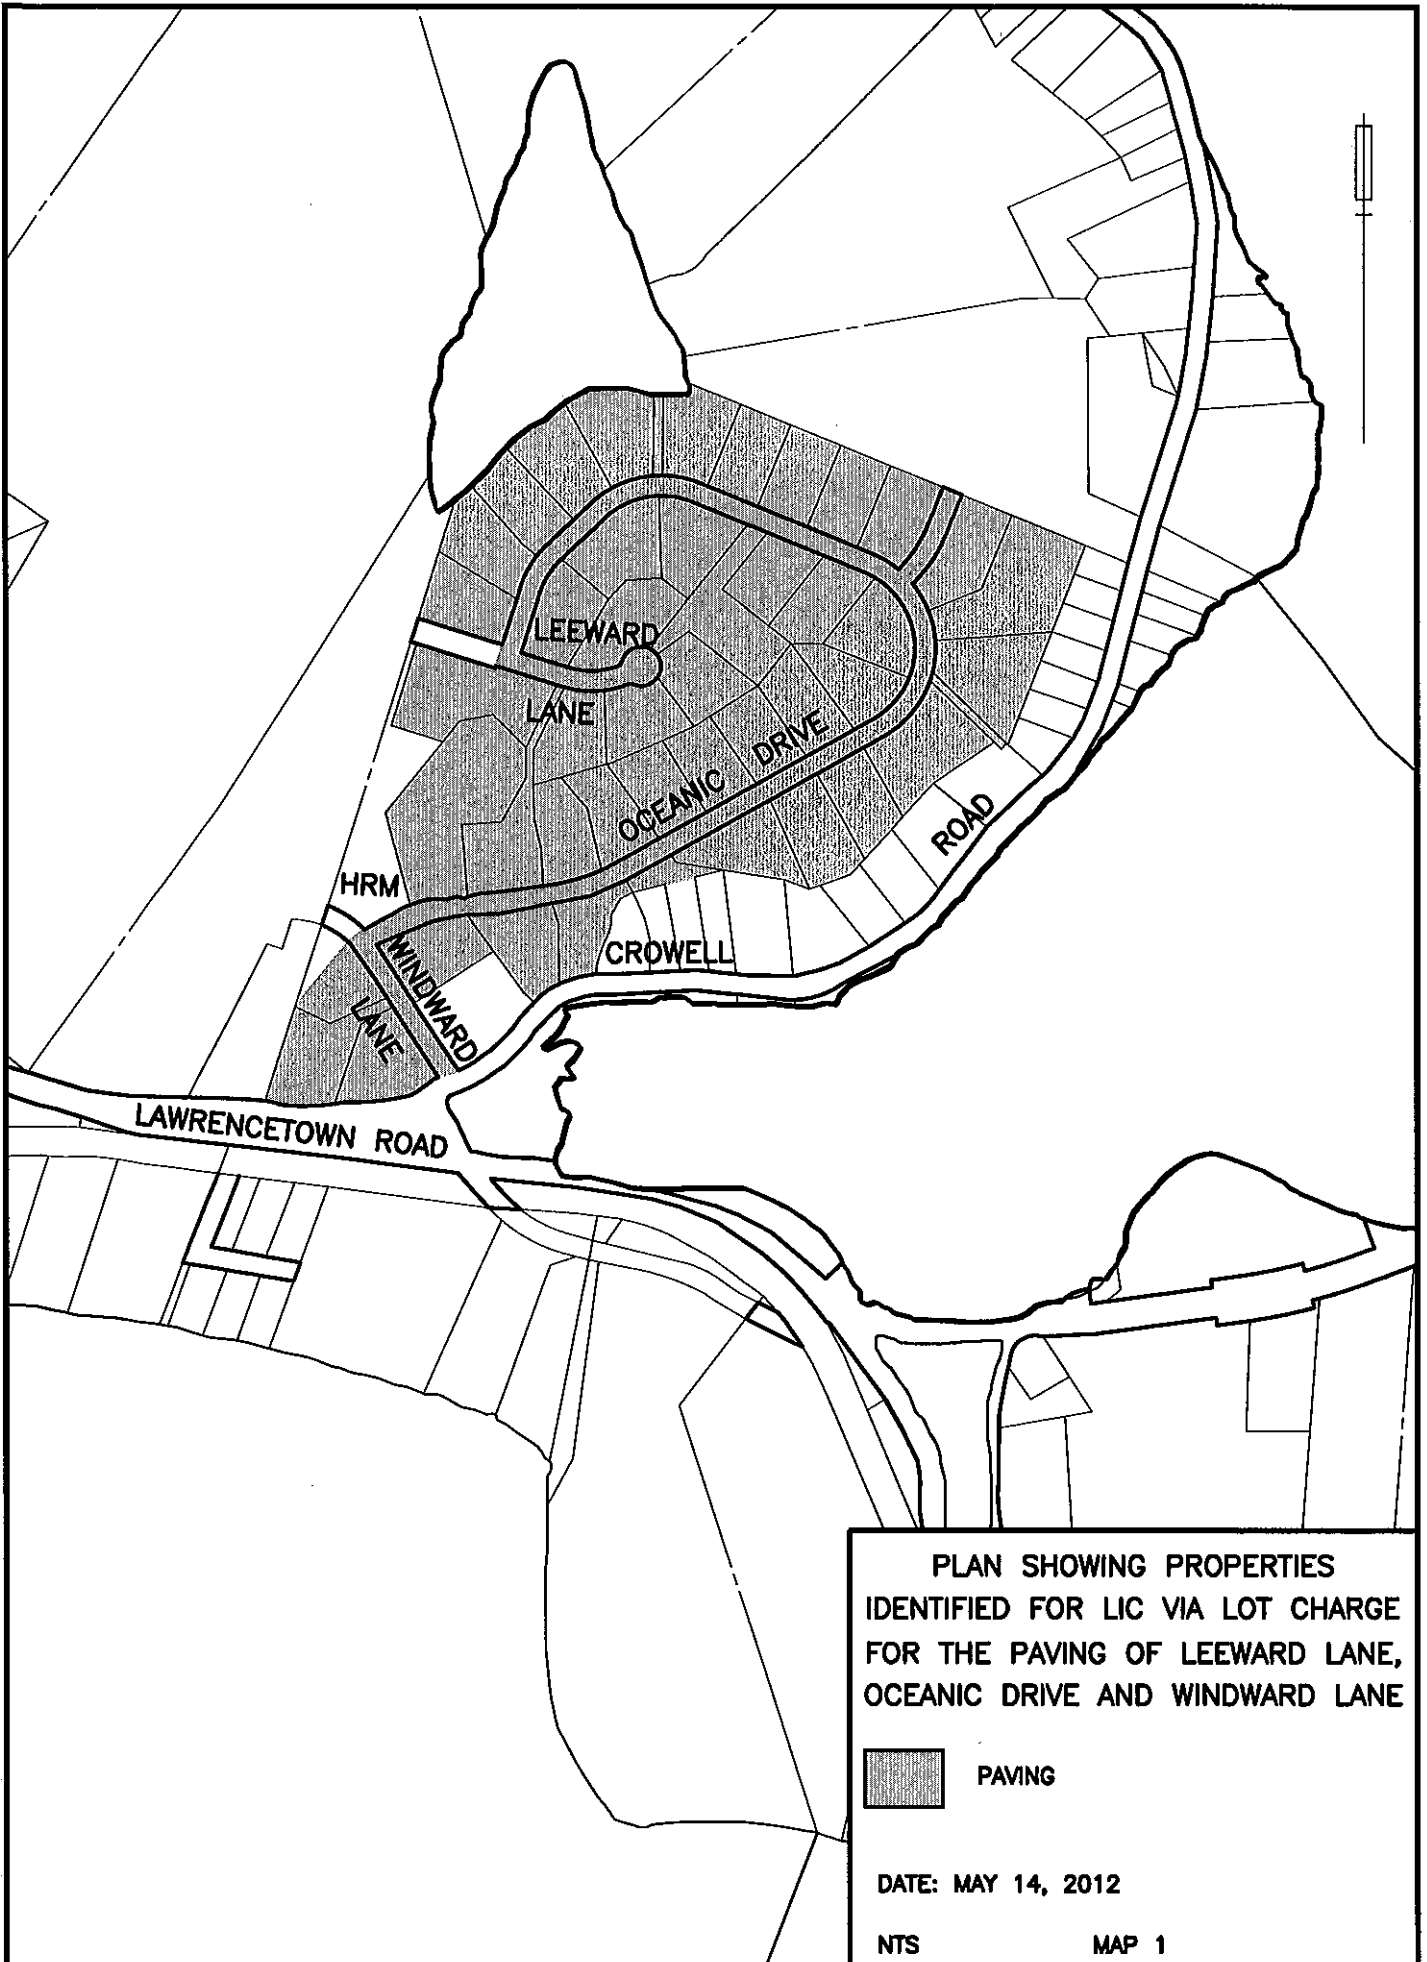 LEEWARD
LANE
OCEANIC DRIVE
HRM
ROAD
CROWELL
WINDWARD
LANE
LAWRENCETOWN ROAD
PLAN SHOWING PROPERTIES
IDENTIFIED FOR LIC VIA LOT CHARGE
FOR THE PAVING OF LEEWARD LANE,
OCEANIC DRIVE AND WINDWARD LANE
PAVING
DATE: MAY 14, 2012
NTS MAP 1